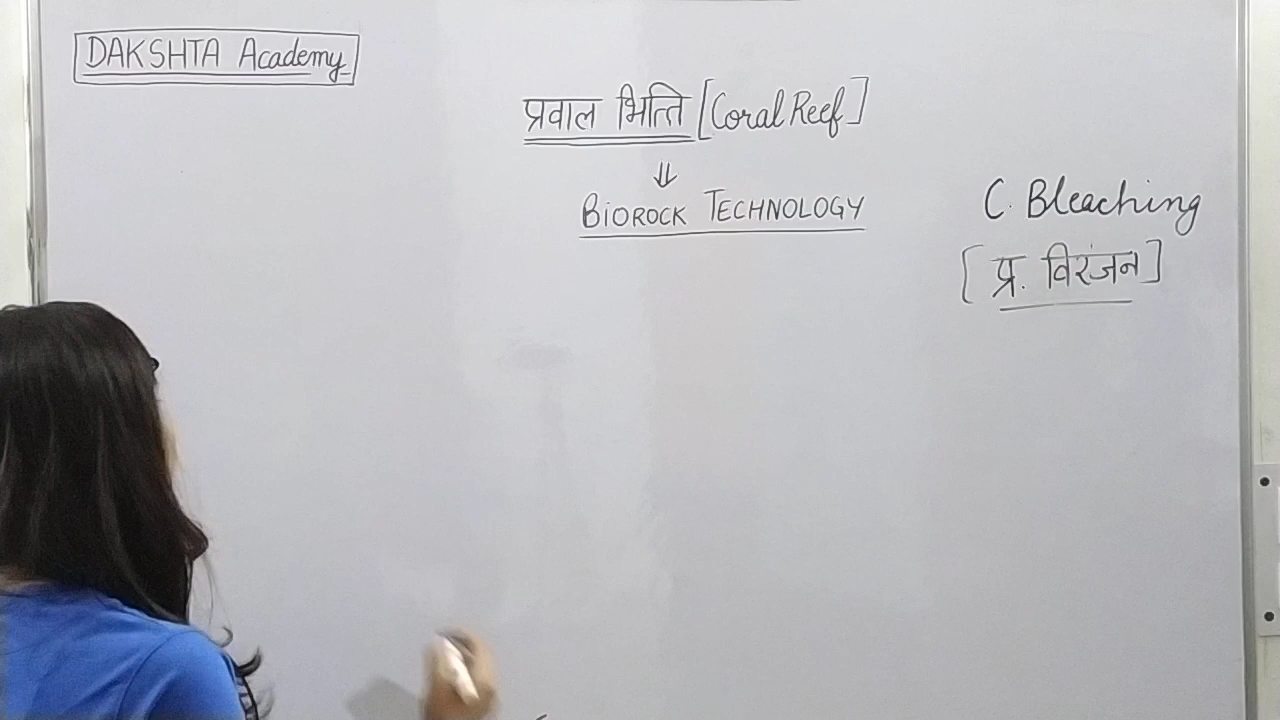 DAKSHTA Academy
प्रवाल भित्ति [Coral Reef]
⇓
BIOROCK TECHNOLOGY
C. Bleaching
[प्र. विरंजन]